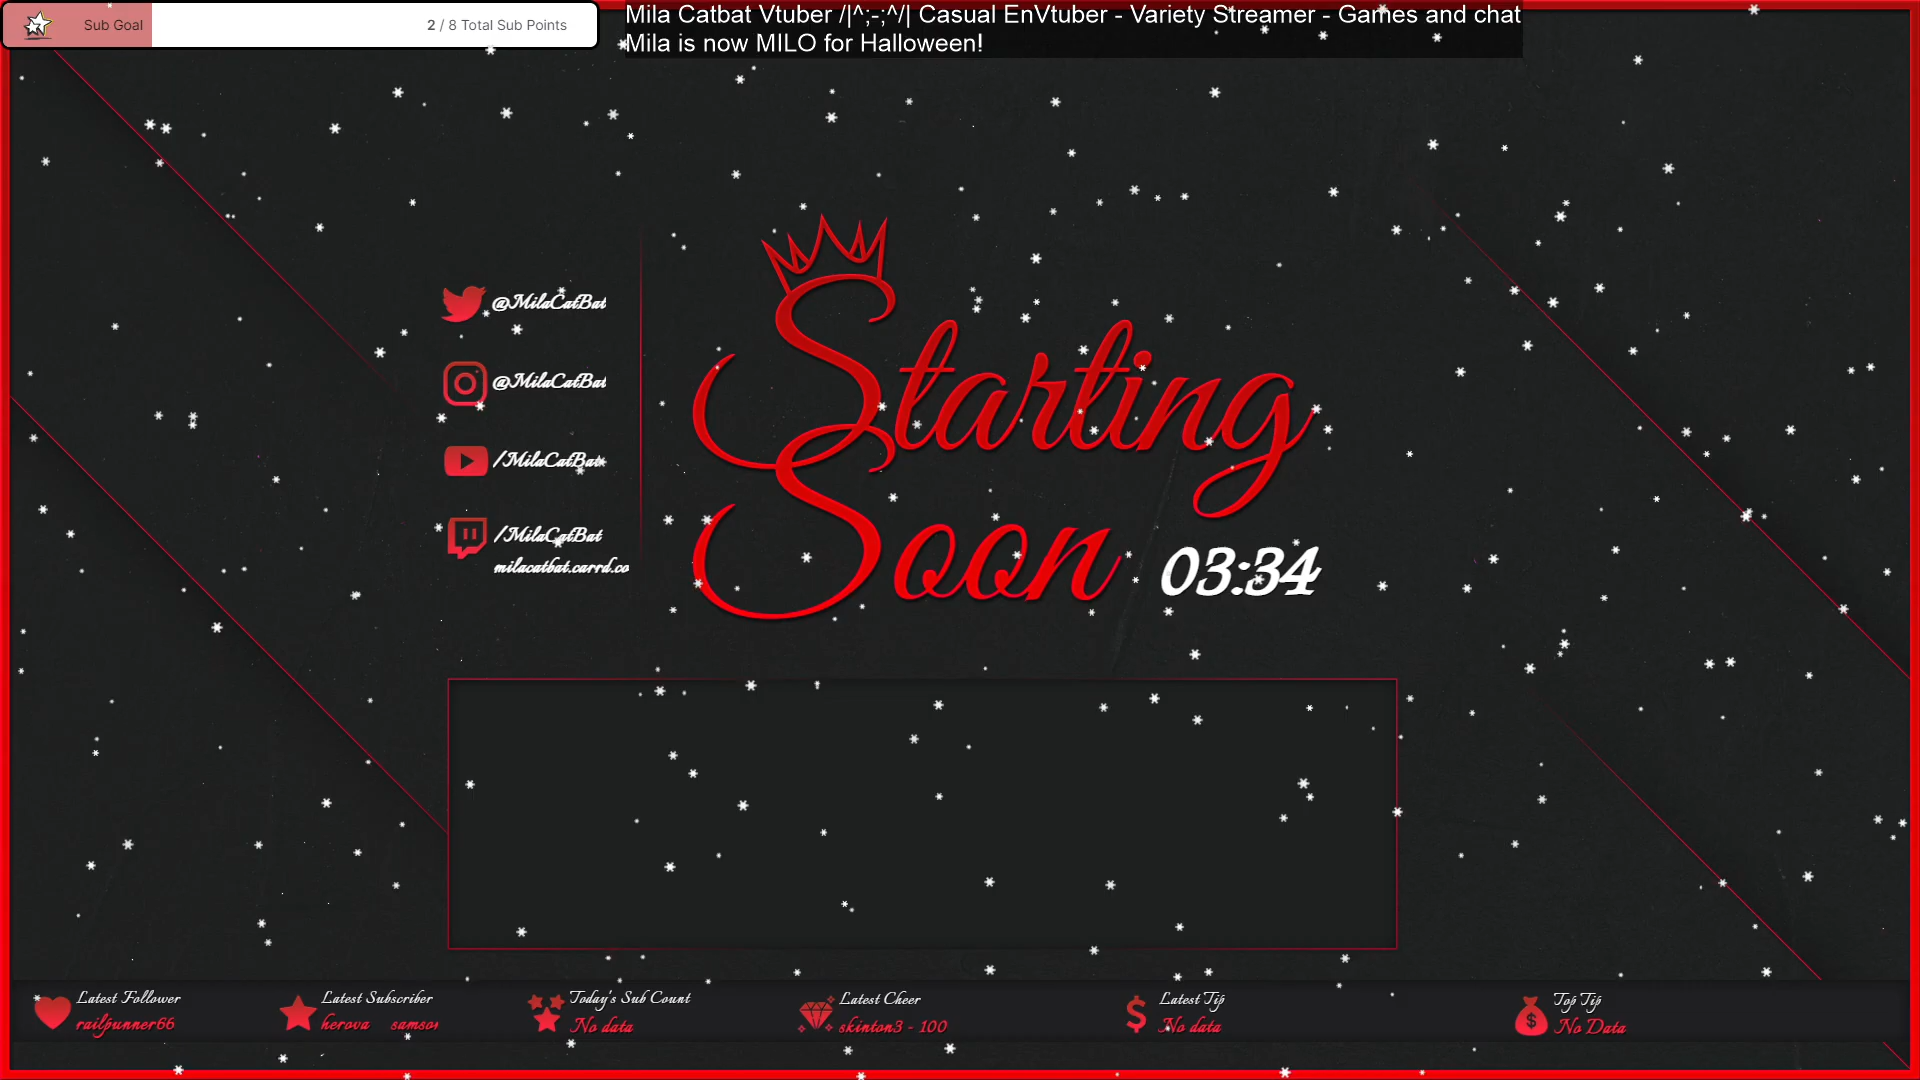 Sub Goal
2 / 8 Total Sub Points
Mila Catbat Vtuber /|^;-;^/| Casual EnVtuber - Variety Streamer - Games and chat
Mila is now MILO for Halloween!
@MilaCatBat
@MilaCatBat
/MilaCatBat
/MilaCatBat
milacatbat.carrd.co
Starting
Soon
03:34
Latest Follower
railpunner66
Latest Subscriber
herova
Today's Sub Count
No data
Latest Cheer
skinton3 - 100
Latest Tip
No data
Top Tip
No Data